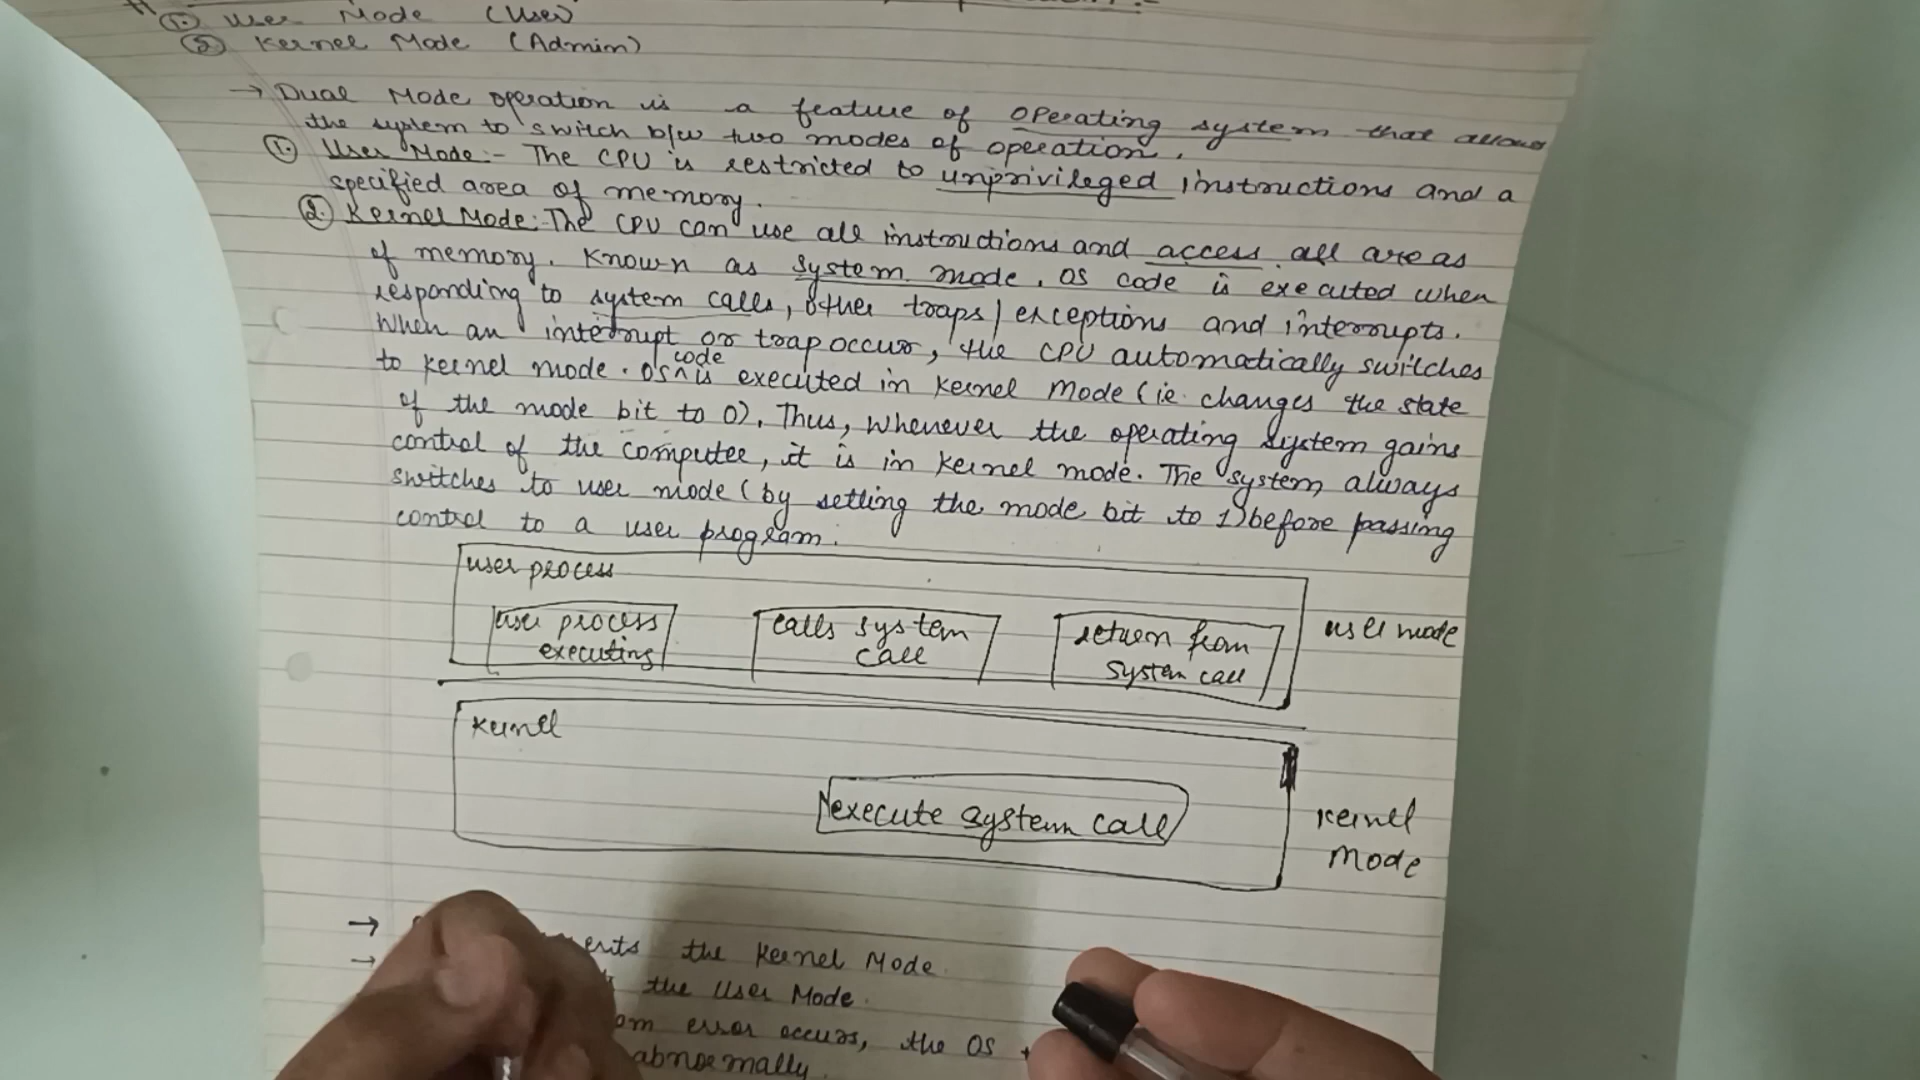 ① User Mode (User)
② Kernel Mode (Admin)
→ Dual Mode operation is a feature of operating system that allows
the system to switch b/w two modes of operation.
① User Mode:- The CPU is restricted to unprivileged instructions and a
specified area of memory.
② Kernel Mode:- The CPU can use all instructions and access all areas
of memory. Known as system mode. OS code is executed when
responding to system calls, other traps/exceptions and interrupts.
When an interrupt or trap occurs, the CPU automatically switches
to kernel mode. OS ^ code is executed in kernel Mode (ie. changes the state
of the mode bit to 0). Thus, whenever the operating system gains
control of the computer, it is in kernel mode. The system always
switches to user mode (by setting the mode bit to 1) before passing
control to a user program.
user process
user process executing
calls system call
return from system call
user mode
kernel
execute system call
kernel Mode
→ the Kernel Mode
→ the User Mode.
error occurs, the OS
abnormally.